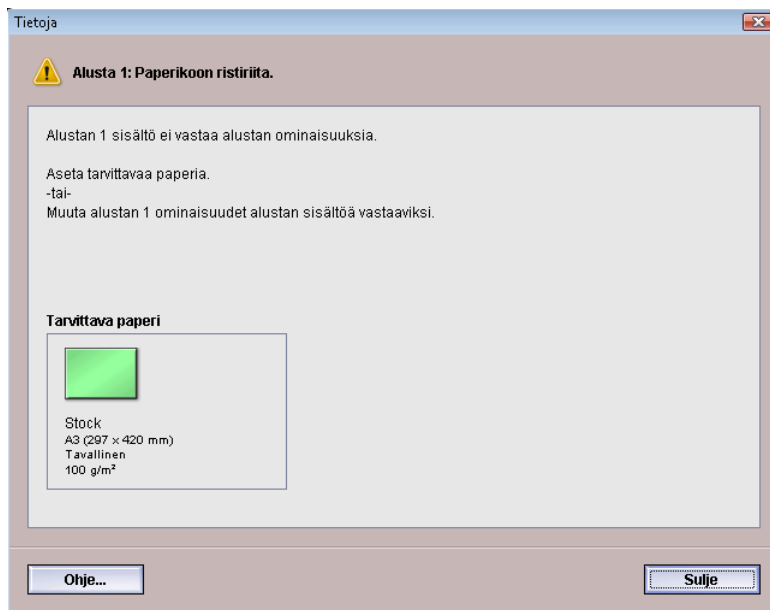 Tietoja
Alusta 1: Paperikoon ristiriita.
Alustan 1 sisältö ei vastaa alustan ominaisuuksia.
Aseta tarvittavaa paperia.
-tai-
Muuta alustan 1 ominaisuudet alustan sisältöä vastaaviksi.
Tarvittava paperi
Stock
A3 (297 x 420 mm)
Tavallinen
100 g/m²
Ohje...
Sulje